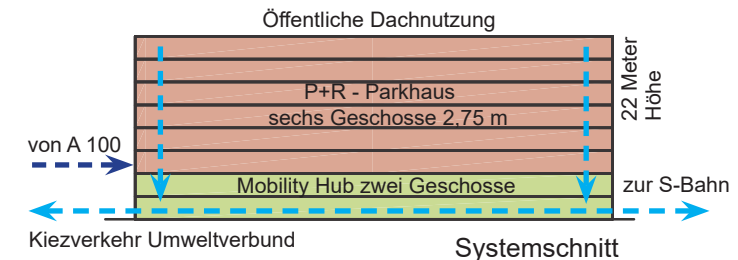 Öffentliche Dachnutzung
P+R - Parkhaus
sechs Geschosse 2,75 m
22 Meter
Höhe
von A 100
Mobility Hub zwei Geschosse
zur S-Bahn
Kiezverkehr Umweltverbund
Systemschnitt